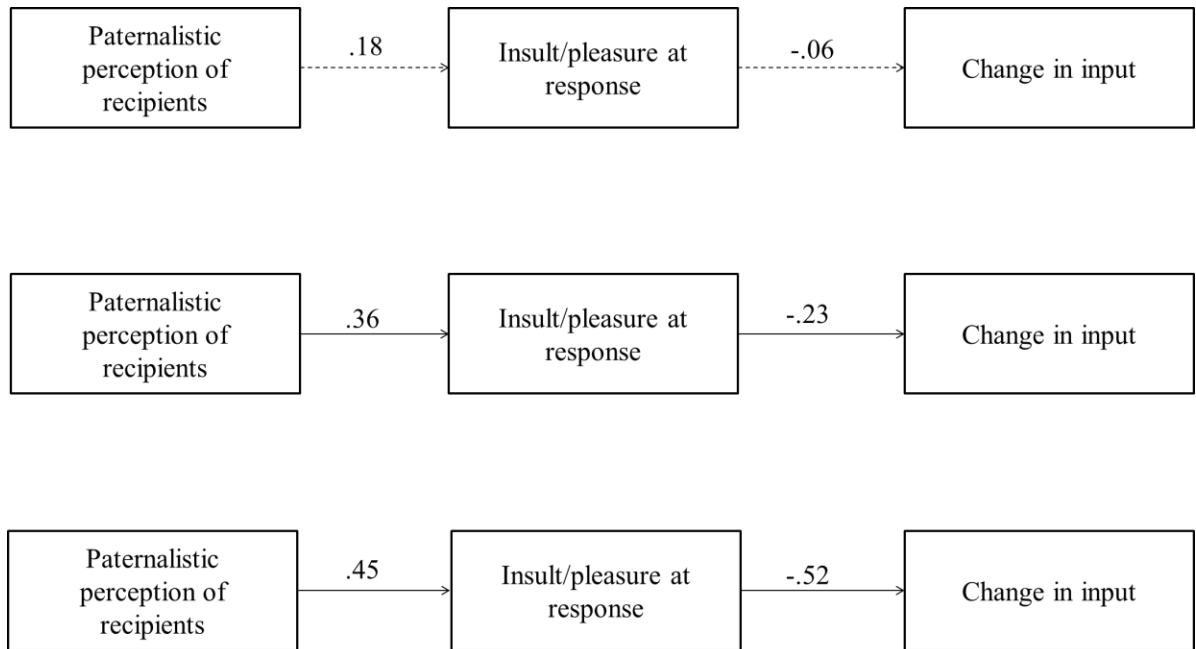 Paternalistic
perception of
recipients
.18
Insult/pleasure at
response
-.06
Change in input
Paternalistic
perception of
recipients
.36
Insult/pleasure at
response
-.23
Change in input
Paternalistic
perception of
recipients
.45
Insult/pleasure at
response
-.52
Change in input